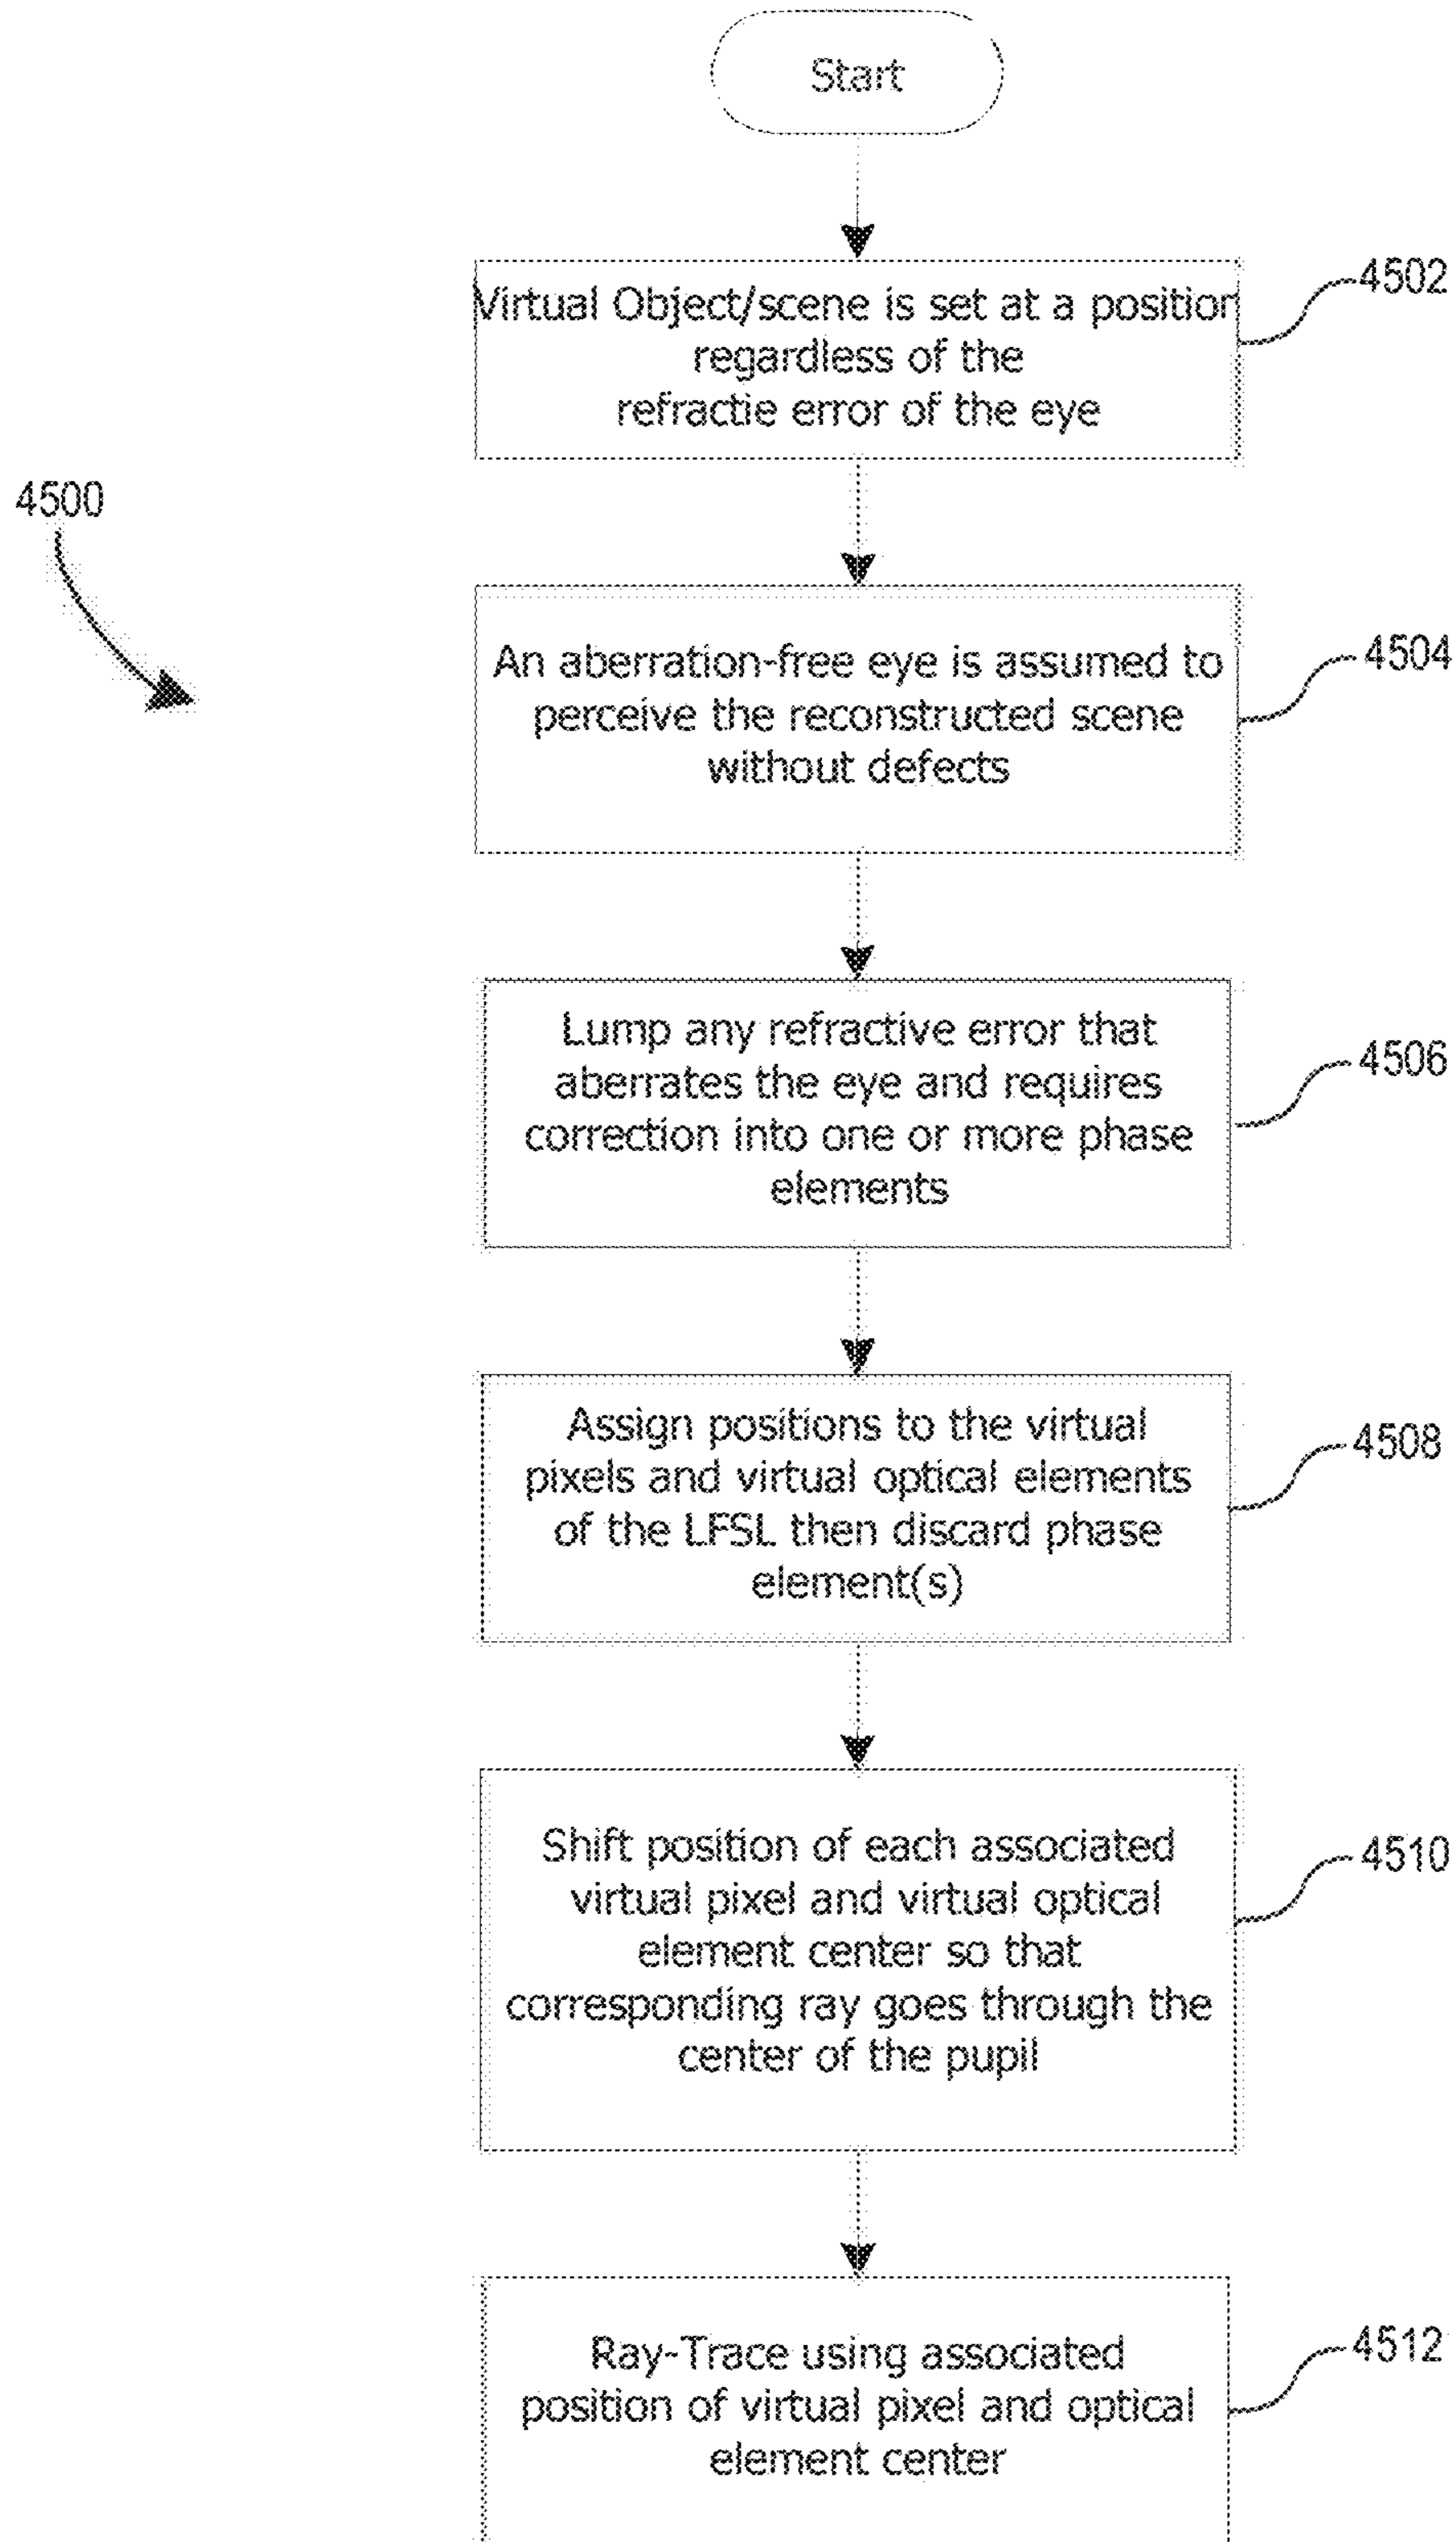 Start
Virtual Object/scene is set at a position
regardless of the
refractie error of the eye
4502
4500
An aberration-free eye is assumed to
perceive the reconstructed scene
without defects
4504
Lump any refractive error that
aberrates the eye and requires
correction into one or more phase
elements
4506
Assign positions to the virtual
pixels and virtual optical elements
of the LFSL then discard phase
element(s)
4508
Shift position of each associated
virtual pixel and virtual optical
element center so that
corresponding ray goes through the
center of the pupil
4510
Ray-Trace using associated
position of virtual pixel and optical
element center
4512